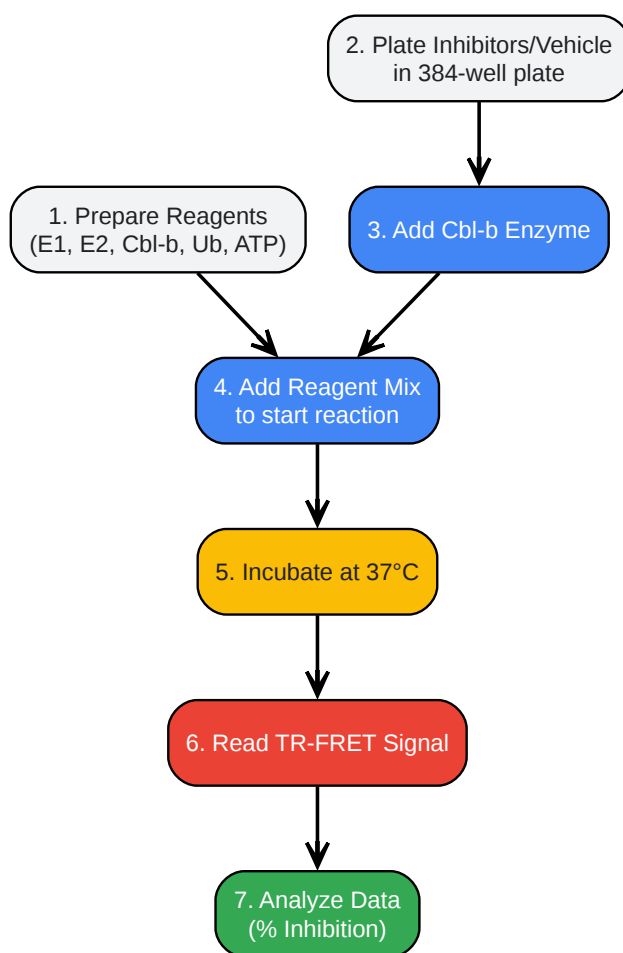 2. Plate Inhibitors/Vehicle
in 384-well plate
1. Prepare Reagents
(E1, E2, Cbl-b, Ub, ATP)
3. Add Cbl-b Enzyme
4. Add Reagent Mix
to start reaction
5. Incubate at 37°C
6. Read TR-FRET Signal
7. Analyze Data
(% Inhibition)